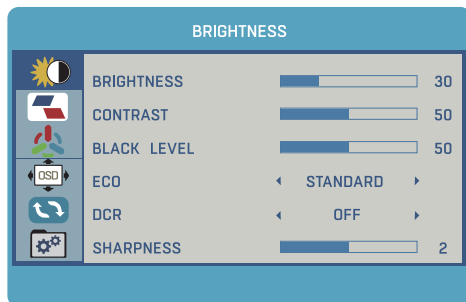 BRIGHTNESS
BRIGHTNESS 30
CONTRAST 50
BLACK LEVEL 50
ECO STANDARD
OSD
DCR OFF
SHARPNESS 2